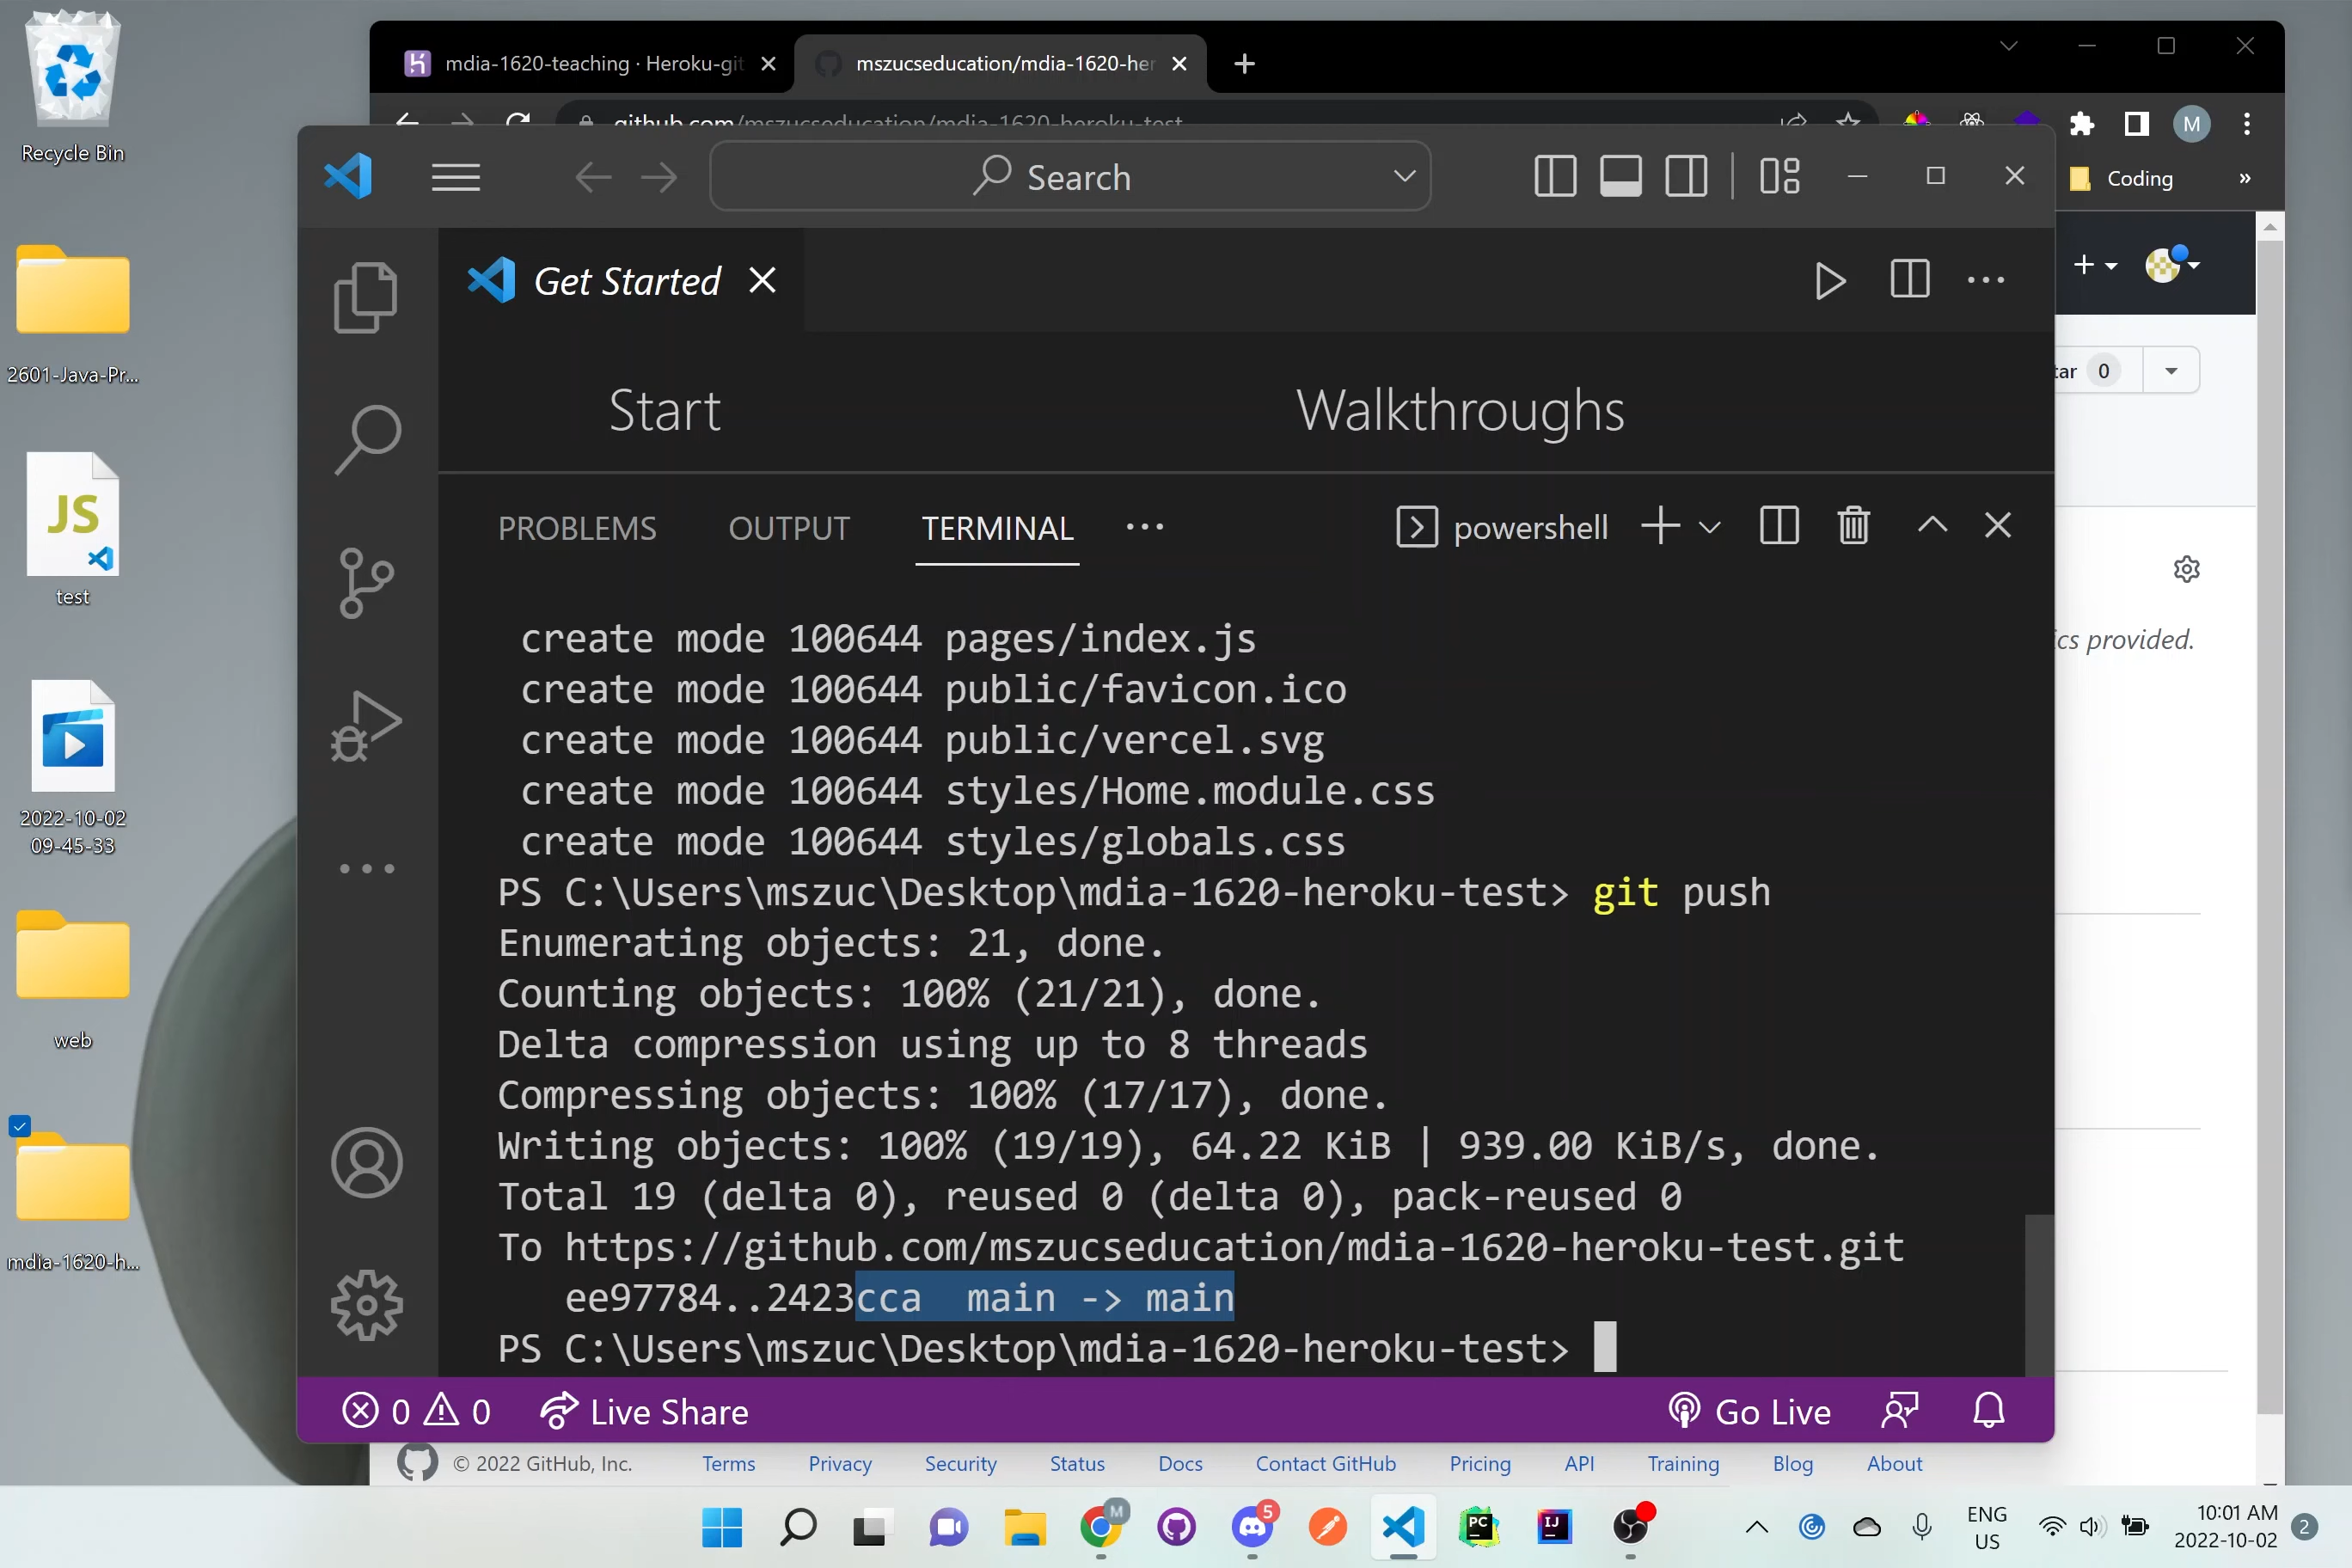 Recycle Bin
2601-Java-Pr...
JS
test
2022-10-02
09-45-33
web
mdia-1620-h...
mdia-1620-teaching · Heroku-git
mszucseducation/mdia-1620-her
github.com/mszucseducation/mdia-1620-heroku-test
M
Coding
»
Search
Get Started
Start
Walkthroughs
tar 0
ics provided.
PROBLEMS OUTPUT TERMINAL ··· powershell
create mode 100644 pages/index.js
create mode 100644 public/favicon.ico
create mode 100644 public/vercel.svg
create mode 100644 styles/Home.module.css
create mode 100644 styles/globals.css
PS C:\Users\mszuc\Desktop\mdia-1620-heroku-test> git push
Enumerating objects: 21, done.
Counting objects: 100% (21/21), done.
Delta compression using up to 8 threads
Compressing objects: 100% (17/17), done.
Writing objects: 100% (19/19), 64.22 KiB | 939.00 KiB/s, done.
Total 19 (delta 0), reused 0 (delta 0), pack-reused 0
To https://github.com/mszucseducation/mdia-1620-heroku-test.git
ee97784..2423cca  main -> main
PS C:\Users\mszuc\Desktop\mdia-1620-heroku-test>
0 0 Live Share Go Live
© 2022 GitHub, Inc. Terms Privacy Security Status Docs Contact GitHub Pricing API Training Blog About
M
5
PC
IJ
ENG
US
10:01 AM
2022-10-02
2